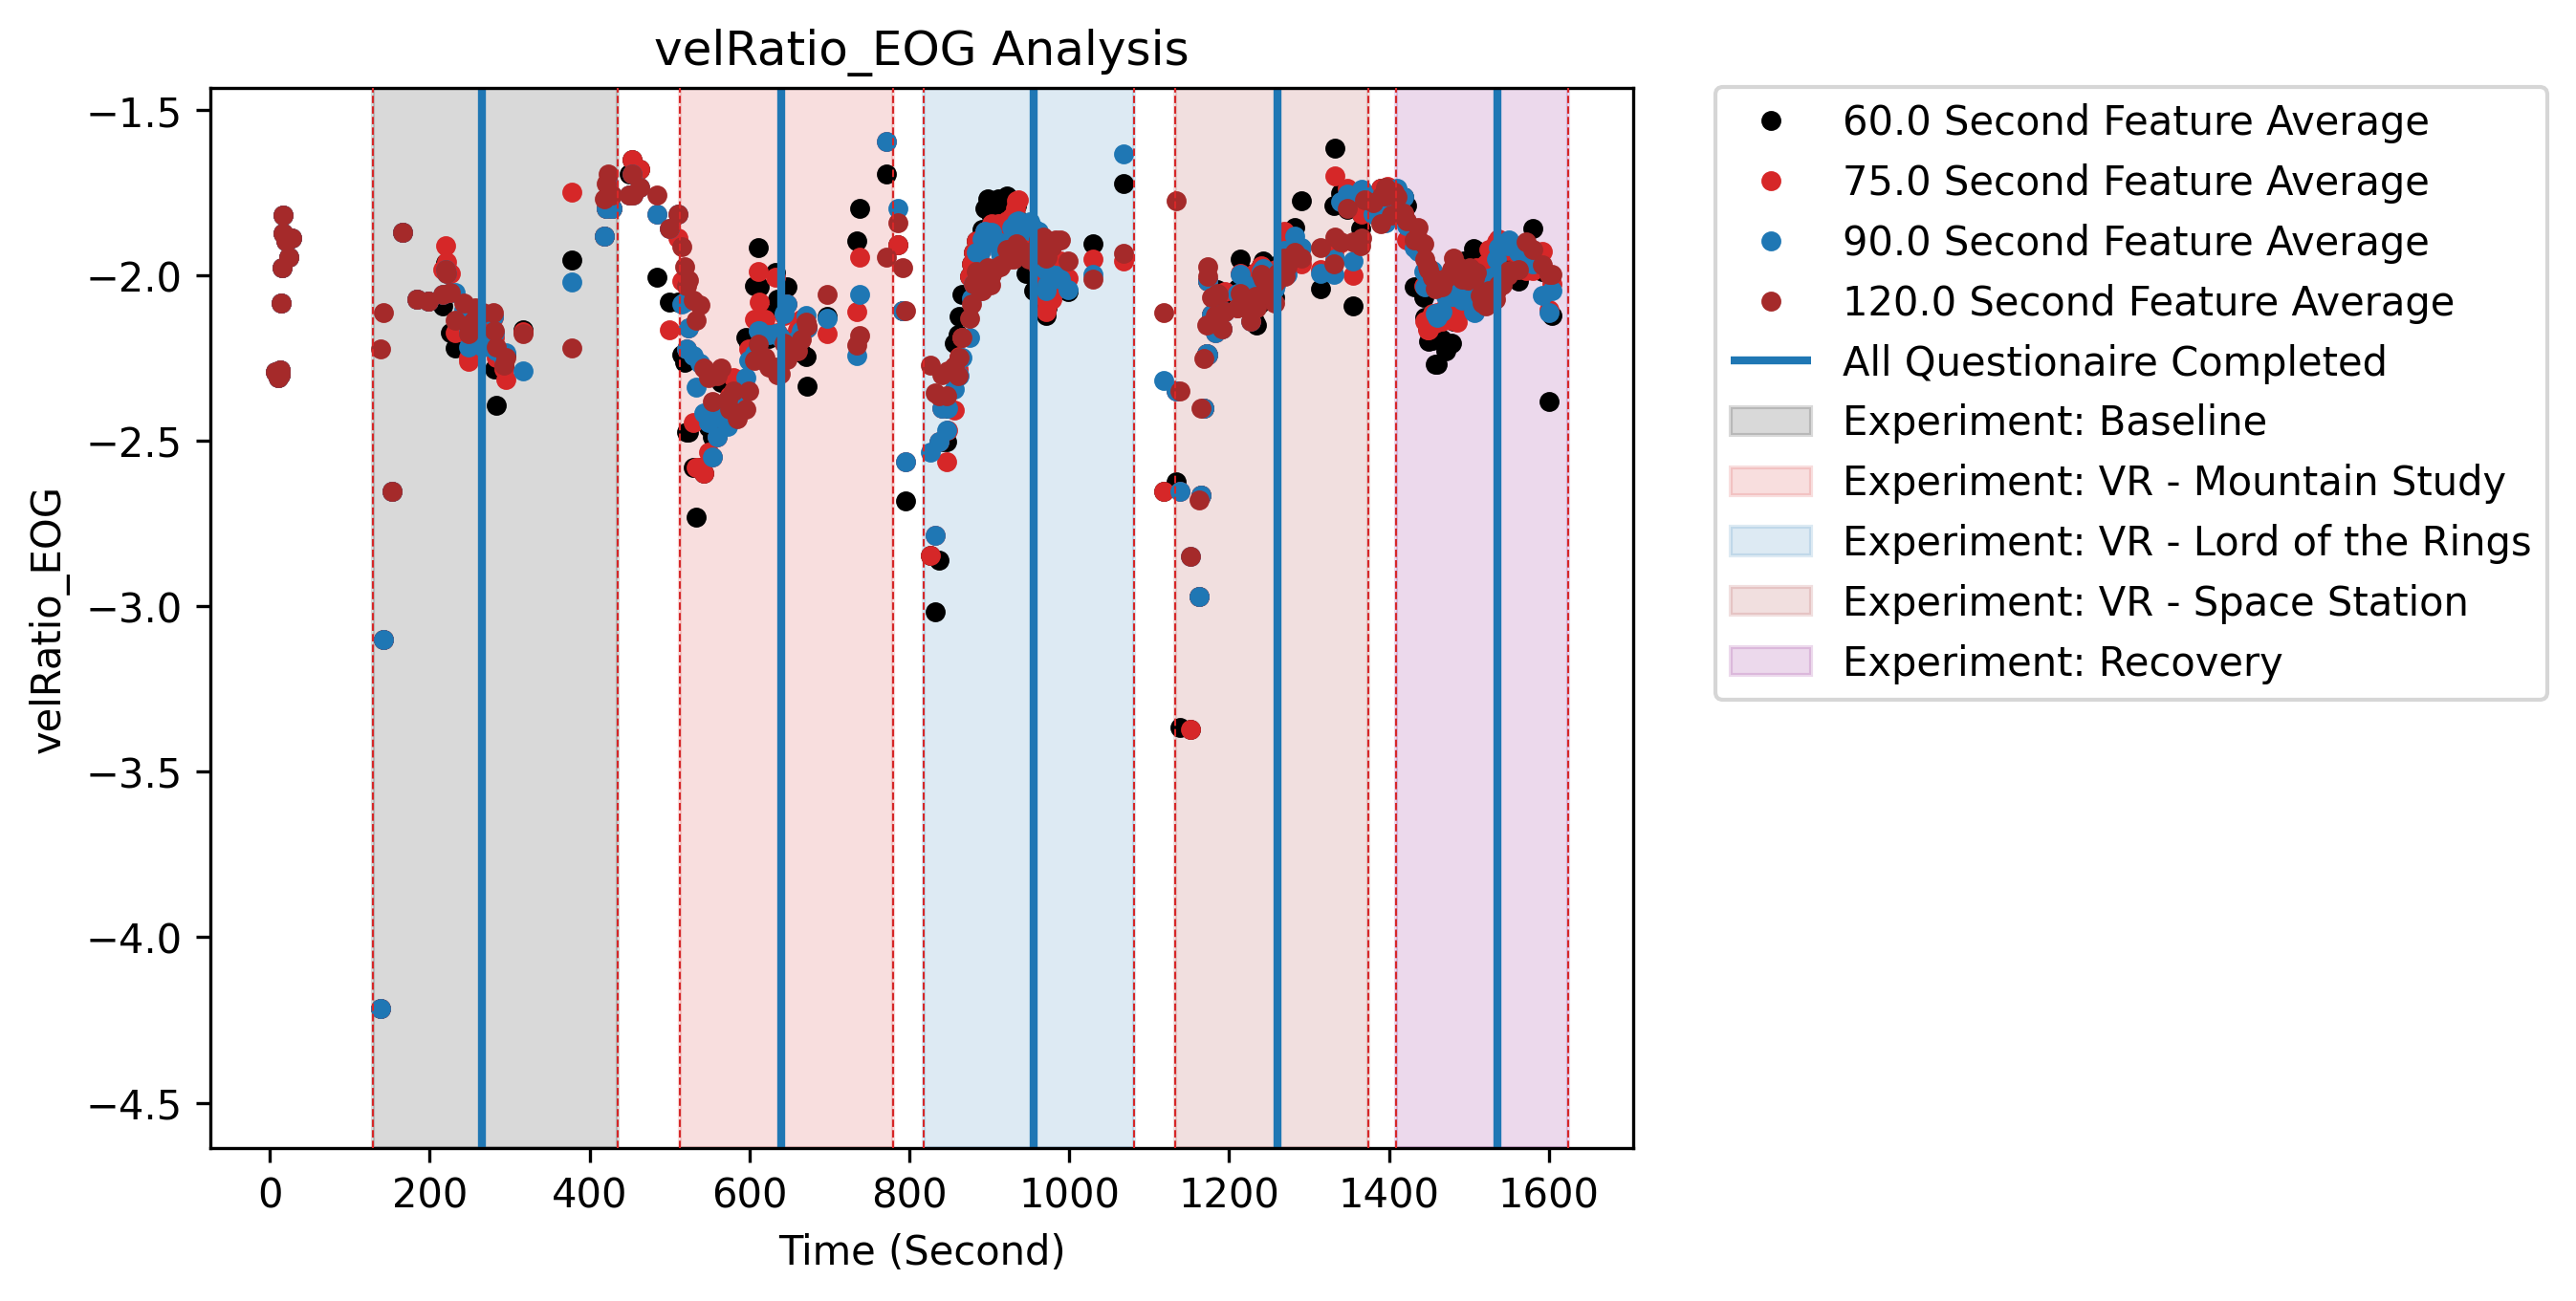 velRatio_EOG Analysis
velRatio_EOG
−1.5
−2.0
−2.5
−3.0
−3.5
−4.0
−4.5
0 200 400 600 800 1000 1200 1400 1600
Time (Second)
60.0 Second Feature Average
75.0 Second Feature Average
90.0 Second Feature Average
120.0 Second Feature Average
All Questionaire Completed
Experiment: Baseline
Experiment: VR - Mountain Study
Experiment: VR - Lord of the Rings
Experiment: VR - Space Station
Experiment: Recovery